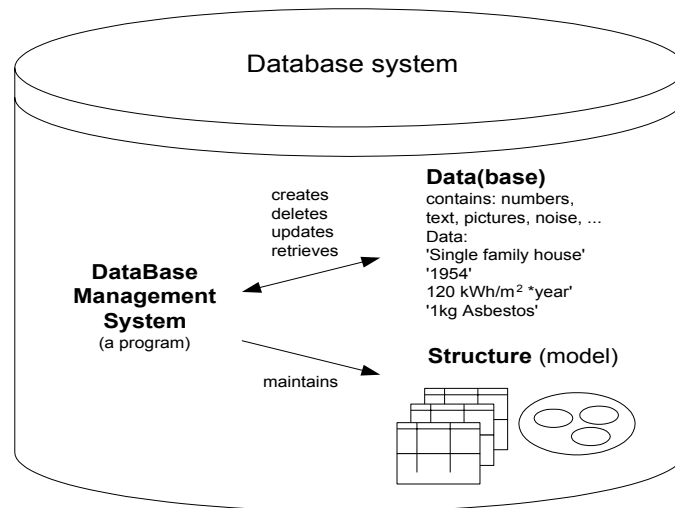 Database system
creates
deletes
updates
retrieves
DataBase
Management
System
(a program)
maintains
Data(base)
contains: numbers,
text, pictures, noise, ...
Data:
'Single family house'
'1954'
120 kWh/m² *year'
'1kg Asbestos'
Structure (model)